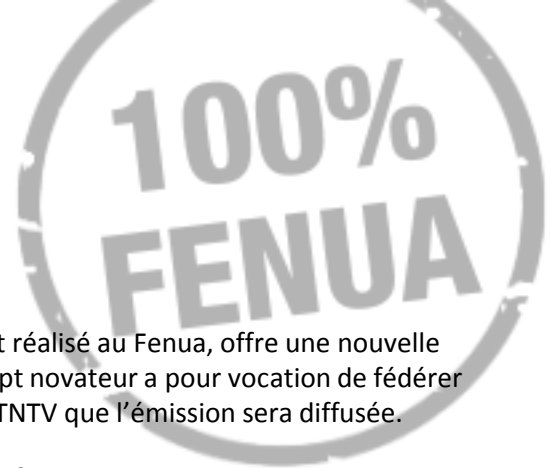 100%
FENUA
t réalisé au Fenua, offre une nouvelle
pt novateur a pour vocation de fédérer
TNTV que l’émission sera diffusée.